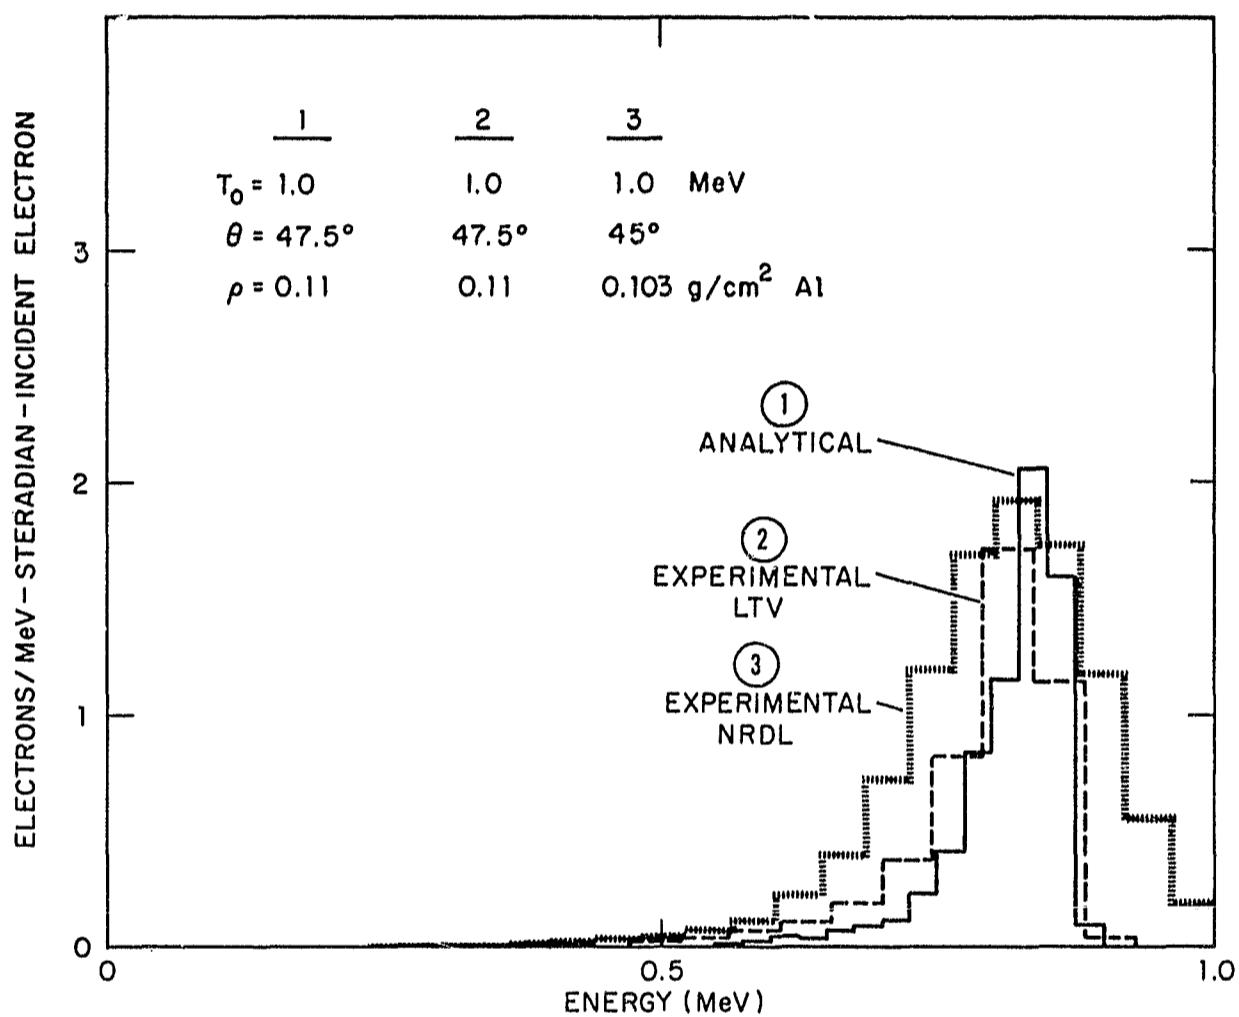 1 2 3
T₀ = 1.0 1.0 1.0 MeV
θ = 47.5° 47.5° 45°
ρ = 0.11 0.11 0.103 g/cm² Al
ELECTRONS/MeV-STERADIAN-INCIDENT ELECTRON
3
2
1
0
1
ANALYTICAL
2
EXPERIMENTAL
LTV
3
EXPERIMENTAL
NRDL
0 0.5 1.0
ENERGY (MeV)